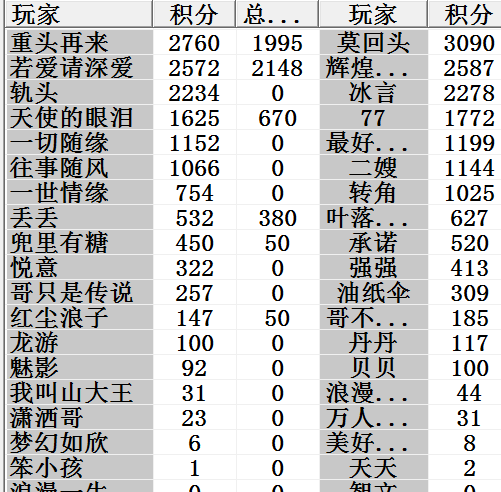 玩家 积分 总... 玩家 积分
重头再来 2760 1995 莫回头 3090
若爱请深爱 2572 2148 辉煌... 2587
轨头 2234 0 冰言 2278
天使的眼泪 1625 670 77 1772
一切随缘 1152 0 最好... 1199
往事随风 1066 0 二嫂 1144
一世情缘 754 0 转角 1025
丢丢 532 380 叶落... 627
兜里有糖 450 50 承诺 520
悦意 322 0 强强 413
哥只是传说 257 0 油纸伞 309
红尘浪子 147 50 哥不... 185
龙游 100 0 丹丹 117
魅影 92 0 贝贝 100
我叫山大王 31 0 浪漫... 44
潇洒哥 23 0 万人... 31
梦幻如欣 6 0 美好... 8
笨小孩 1 0 天天 2
浪漫一生 0 0 0